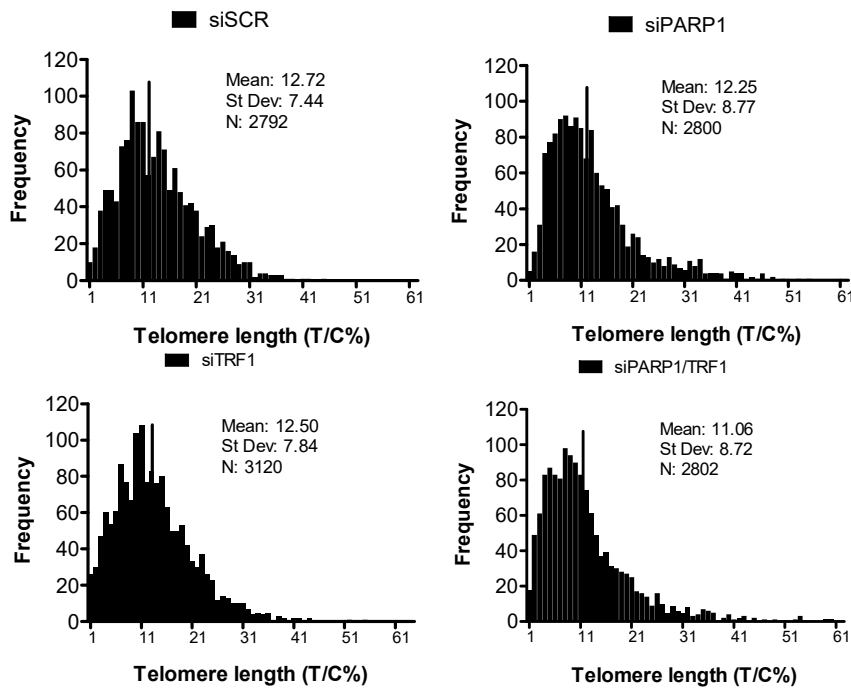 siSCR
120
100
80
60
40
20
0
Frequency
Mean: 12.72
St Dev: 7.44
N: 2792
1 11 21 31 41 51 61
Telomere length (T/C%)
siPARP1
120
100
80
60
40
20
0
Frequency
Mean: 12.25
St Dev: 8.77
N: 2800
1 11 21 31 41 51 61
Telomere length (T/C%)
siTRF1
120
100
80
60
40
20
0
Frequency
Mean: 12.50
St Dev: 7.84
N: 3120
1 11 21 31 41 51 61
Telomere length (T/C%)
siPARP1/TRF1
120
100
80
60
40
20
0
Frequency
Mean: 11.06
St Dev: 8.72
N: 2802
1 11 21 31 41 51 61
Telomere length (T/C%)